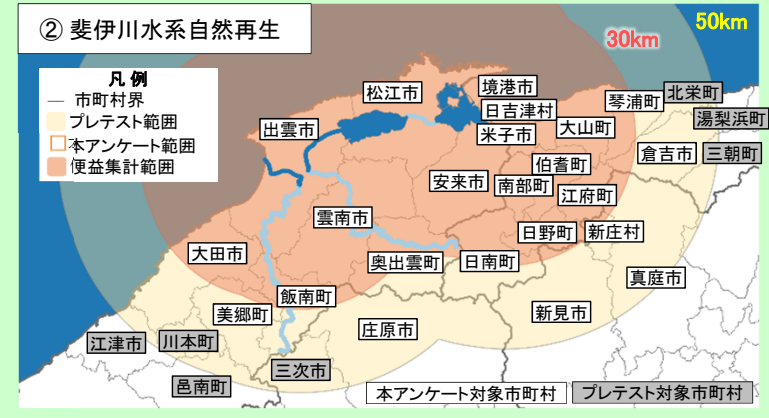 ② 斐伊川水系自然再生
50km
30km
凡 例
市町村界
プレテスト範囲
本アンケート範囲
便益集計範囲
松江市
境港市
日吉津村
米子市
大山町
琴浦町
北栄町
湯梨浜町
出雲市
倉吉市
三朝町
伯耆町
安来市
南部町
江府町
雲南市
日野町
新庄村
大田市
奥出雲町
日南町
真庭市
飯南町
美郷町
新見市
庄原市
江津市
川本町
三次市
邑南町
本アンケート対象市町村
プレテスト対象市町村